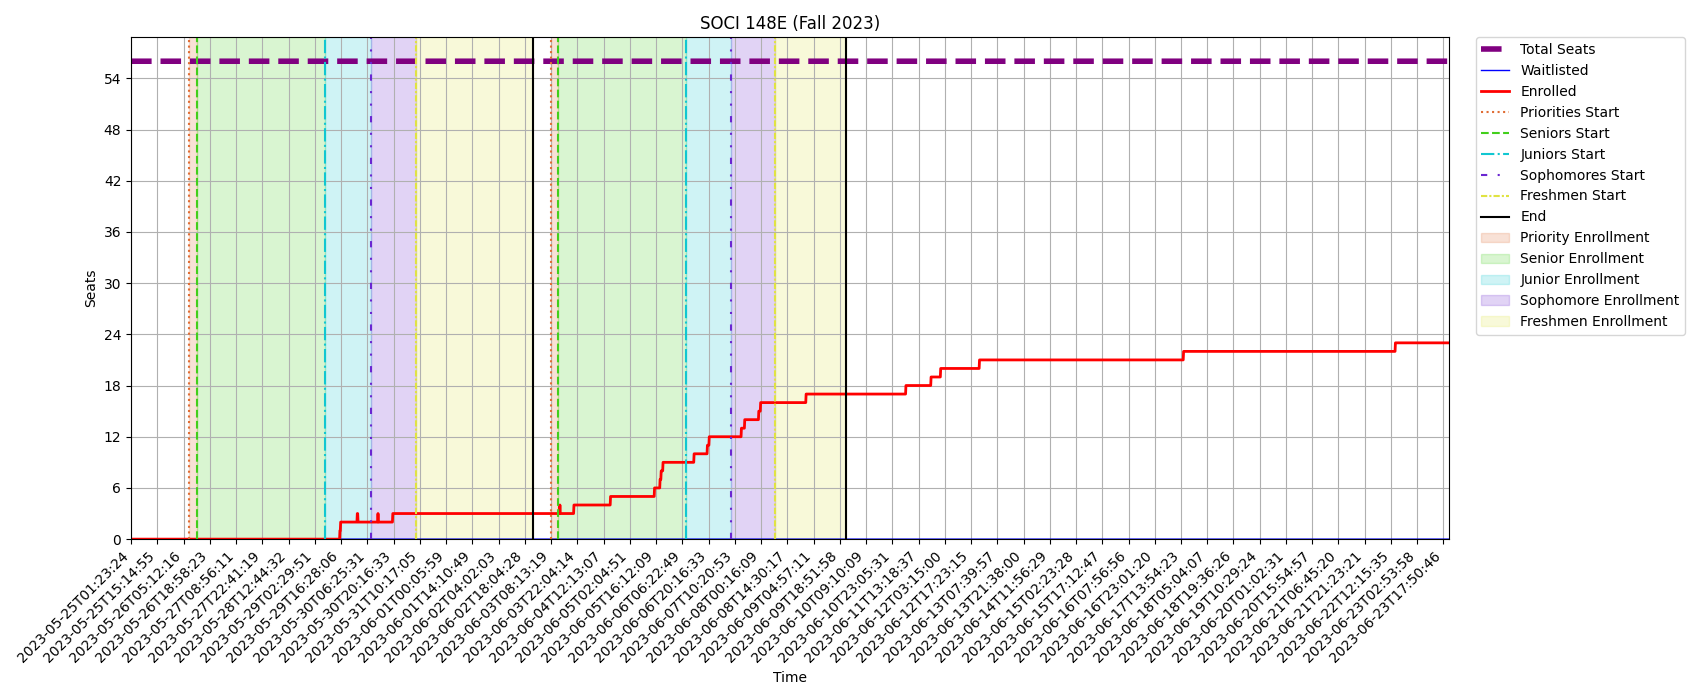 SOCI 148E (Fall 2023)
Seats
54
48
42
36
30
24
18
12
6
0
2023-05-25T01:23:24
2023-05-25T15:14:55
2023-05-26T05:12:16
2023-05-26T18:58:23
2023-05-27T08:56:11
2023-05-27T22:41:19
2023-05-28T12:44:32
2023-05-29T02:29:51
2023-05-29T16:28:06
2023-05-30T06:25:31
2023-05-30T20:16:33
2023-05-31T10:17:05
2023-06-01T00:05:59
2023-06-01T14:10:49
2023-06-02T04:02:03
2023-06-02T18:04:28
2023-06-03T08:13:19
2023-06-03T22:04:14
2023-06-04T12:13:07
2023-06-05T02:04:51
2023-06-05T16:12:09
2023-06-06T06:22:49
2023-06-06T20:16:33
2023-06-07T10:20:53
2023-06-08T00:16:09
2023-06-08T14:30:17
2023-06-09T04:57:11
2023-06-09T18:51:58
2023-06-10T09:10:09
2023-06-10T23:05:31
2023-06-11T13:18:37
2023-06-12T03:15:00
2023-06-12T17:23:15
2023-06-13T07:39:57
2023-06-13T21:38:00
2023-06-14T11:56:29
2023-06-15T02:23:28
2023-06-15T17:12:47
2023-06-16T07:56:56
2023-06-16T23:01:20
2023-06-17T13:54:23
2023-06-18T05:04:07
2023-06-18T19:36:26
2023-06-19T10:29:24
2023-06-20T01:02:31
2023-06-20T15:54:57
2023-06-21T06:45:20
2023-06-21T21:23:21
2023-06-22T12:15:35
2023-06-23T02:53:58
2023-06-23T17:50:46
Time
Total Seats
Waitlisted
Enrolled
Priorities Start
Seniors Start
Juniors Start
Sophomores Start
Freshmen Start
End
Priority Enrollment
Senior Enrollment
Junior Enrollment
Sophomore Enrollment
Freshmen Enrollment